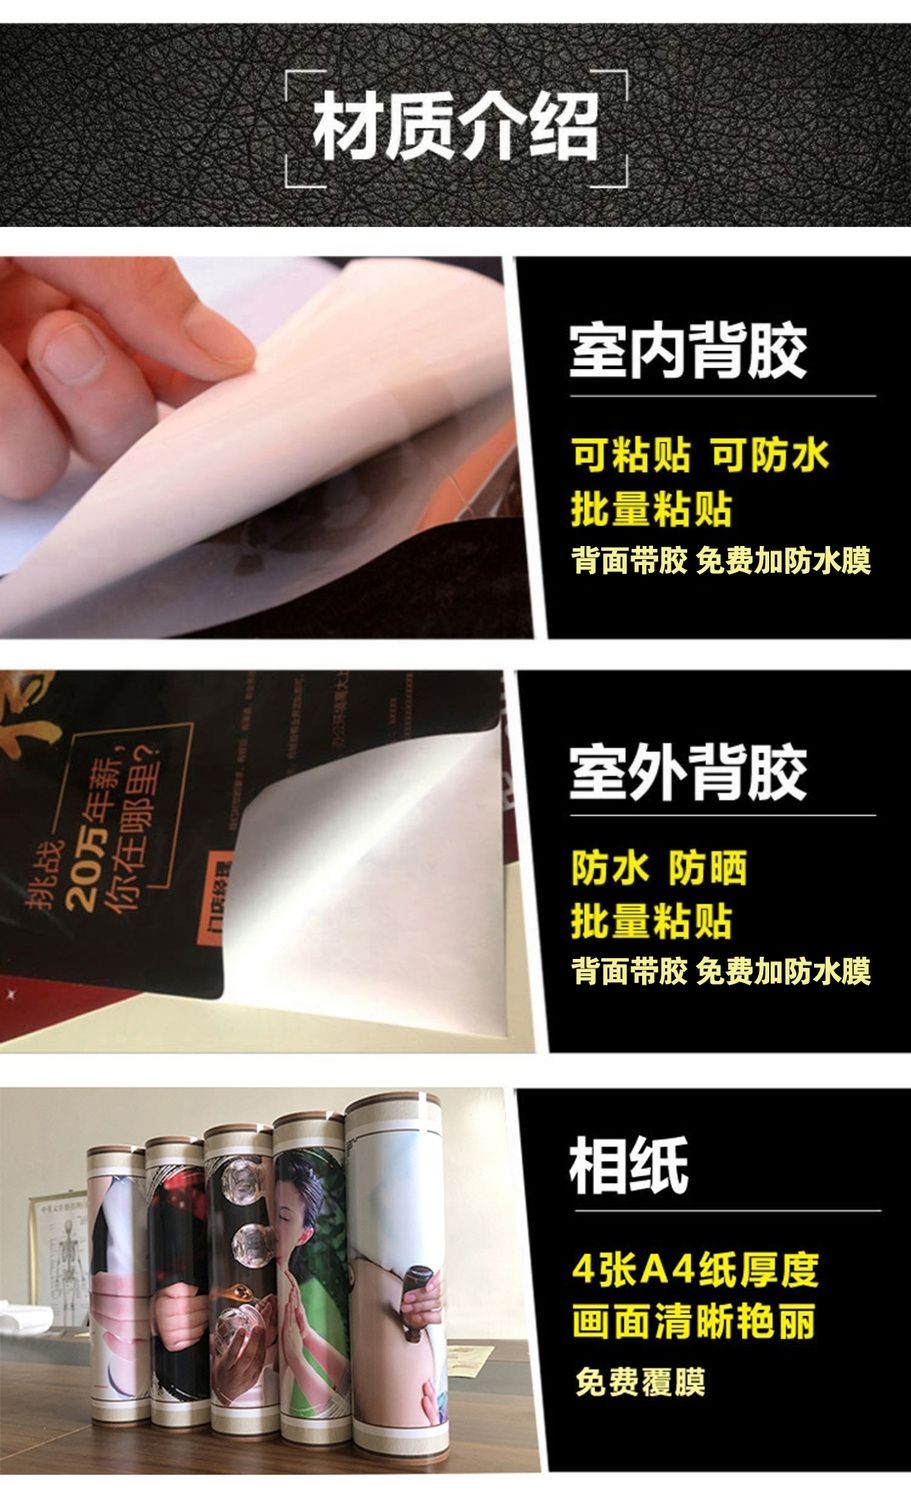 材质介绍
室内背胶
可粘贴 可防水
批量粘贴
背面带胶 免费加防水膜
挑战
20万年薪，
你在哪里？
门店经理
室外背胶
防水 防晒
批量粘贴
背面带胶 免费加防水膜
相纸
4张A4纸厚度
画面清晰艳丽
免费覆膜